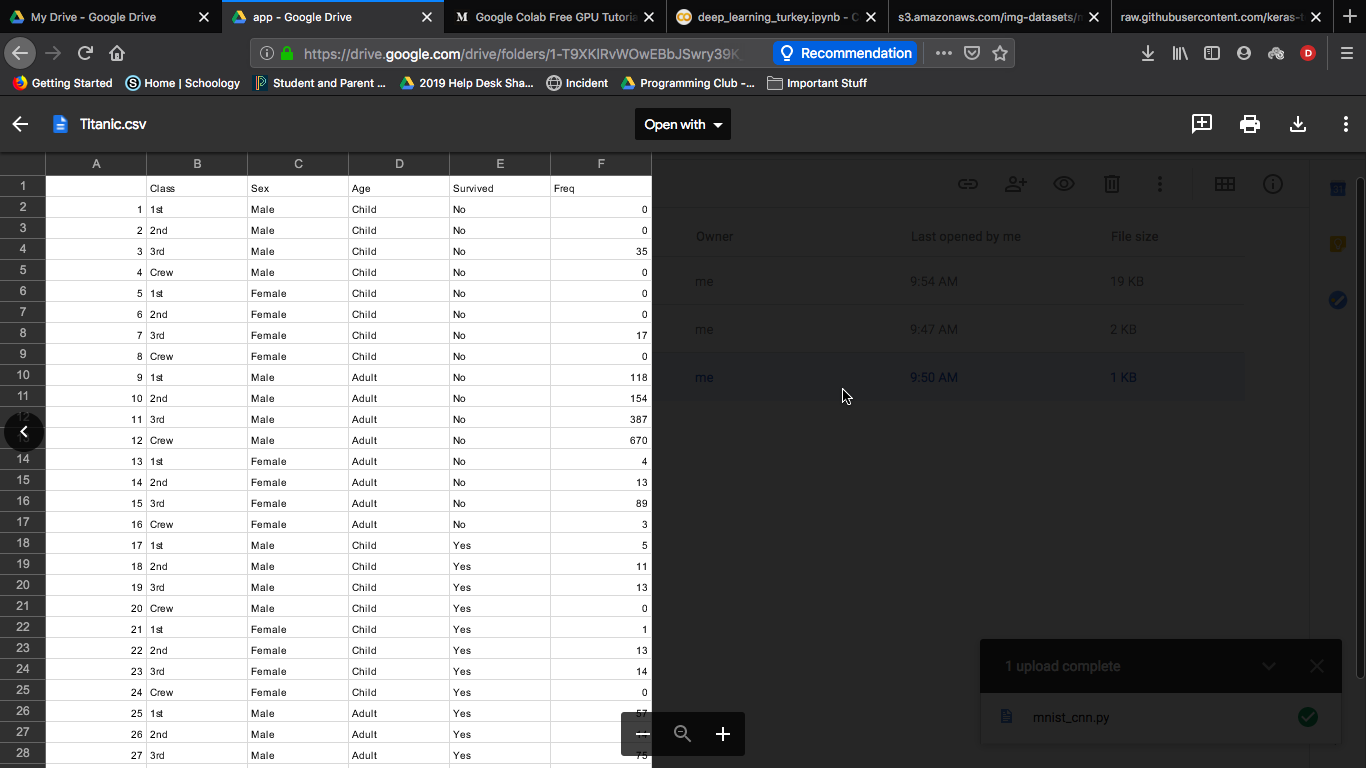 My Drive - Google Drive
app - Google Drive
M Google Colab Free GPU Tutoria
deep_learning_turkey.ipynb - C
s3.amazonaws.com/img-datasets/
raw.githubusercontent.com/keras-
https://drive.google.com/drive/folders/1-T9XKlRvWOwEBbJSwry39K
Recommendation
D
Getting Started
S Home | Schoology
Student and Parent ...
2019 Help Desk Sha...
Incident
Programming Club -...
Important Stuff
Titanic.csv
Open with
A B C D E F
1 Class Sex Age Survived Freq
2 1 1st Male Child No 0
3 2 2nd Male Child No 0
4 3 3rd Male Child No 35
5 4 Crew Male Child No 0
6 5 1st Female Child No 0
7 6 2nd Female Child No 0
8 7 3rd Female Child No 17
9 8 Crew Female Child No 0
10 9 1st Male Adult No 118
11 10 2nd Male Adult No 154
12 11 3rd Male Adult No 387
13 12 Crew Male Adult No 670
14 13 1st Female Adult No 4
15 14 2nd Female Adult No 13
16 15 3rd Female Adult No 89
17 16 Crew Female Adult No 3
18 17 1st Male Child Yes 5
19 18 2nd Male Child Yes 11
20 19 3rd Male Child Yes 13
21 20 Crew Male Child Yes 0
22 21 1st Female Child Yes 1
23 22 2nd Female Child Yes 13
24 23 3rd Female Child Yes 14
25 24 Crew Female Child Yes 0
26 25 1st Male Adult Yes 57
27 26 2nd Male Adult Yes
28 27 3rd Male Adult Yes 75
Owner Last opened by me File size
me 9:54 AM 19 KB
me 9:47 AM 2 KB
me 9:50 AM 1 KB
1 upload complete
mnist_cnn.py